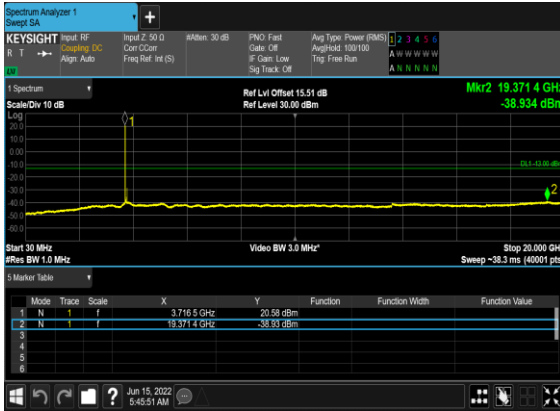 Spectrum Analyzer 1
Swept SA
+
KEYSIGHT Input: RF Input Z: 50 Ω #Atten: 30 dB PNO: Fast Avg Type: Power (RMS) 1 2 3 4 5 6
R T Coupling: DC Corr CCorr Gate: Off Avg|Hold: 100/100 A W W W W W
Align: Auto Freq Ref: Int (S) IF Gain: Low Trig: Free Run
Sig Track: Off A N N N N N
1 Spectrum Ref Lvl Offset 15.51 dB Mkr2 19.371 4 GHz
Scale/Div 10 dB Ref Level 30.00 dBm -38.934 dBm
Log
20.0
10.0
0.00
-10.0
-20.0
-30.0
-40.0
-50.0
-60.0
1
DL1 -13.00 dBm
2
Start 30 MHz Video BW 3.0 MHz* Stop 20.000 GHz
#Res BW 1.0 MHz Sweep ~38.3 ms (40001 pts)
5 Marker Table
Mode Trace Scale X Y Function Function Width Function Value
1 N 1 f 3.716 5 GHz 20.58 dBm
2 N 1 f 19.371 4 GHz -38.93 dBm
3
4
5
6
? Jun 15, 2022
5:45:51 AM